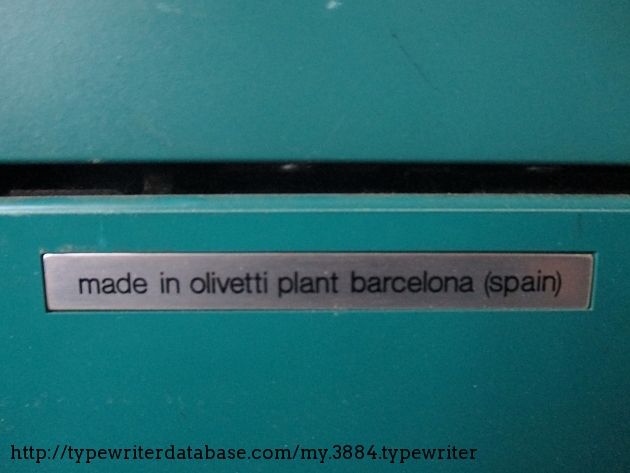 made in olivetti plant barcelona (spain)
http://typewriterdatabase.com/my.3884.typewriter